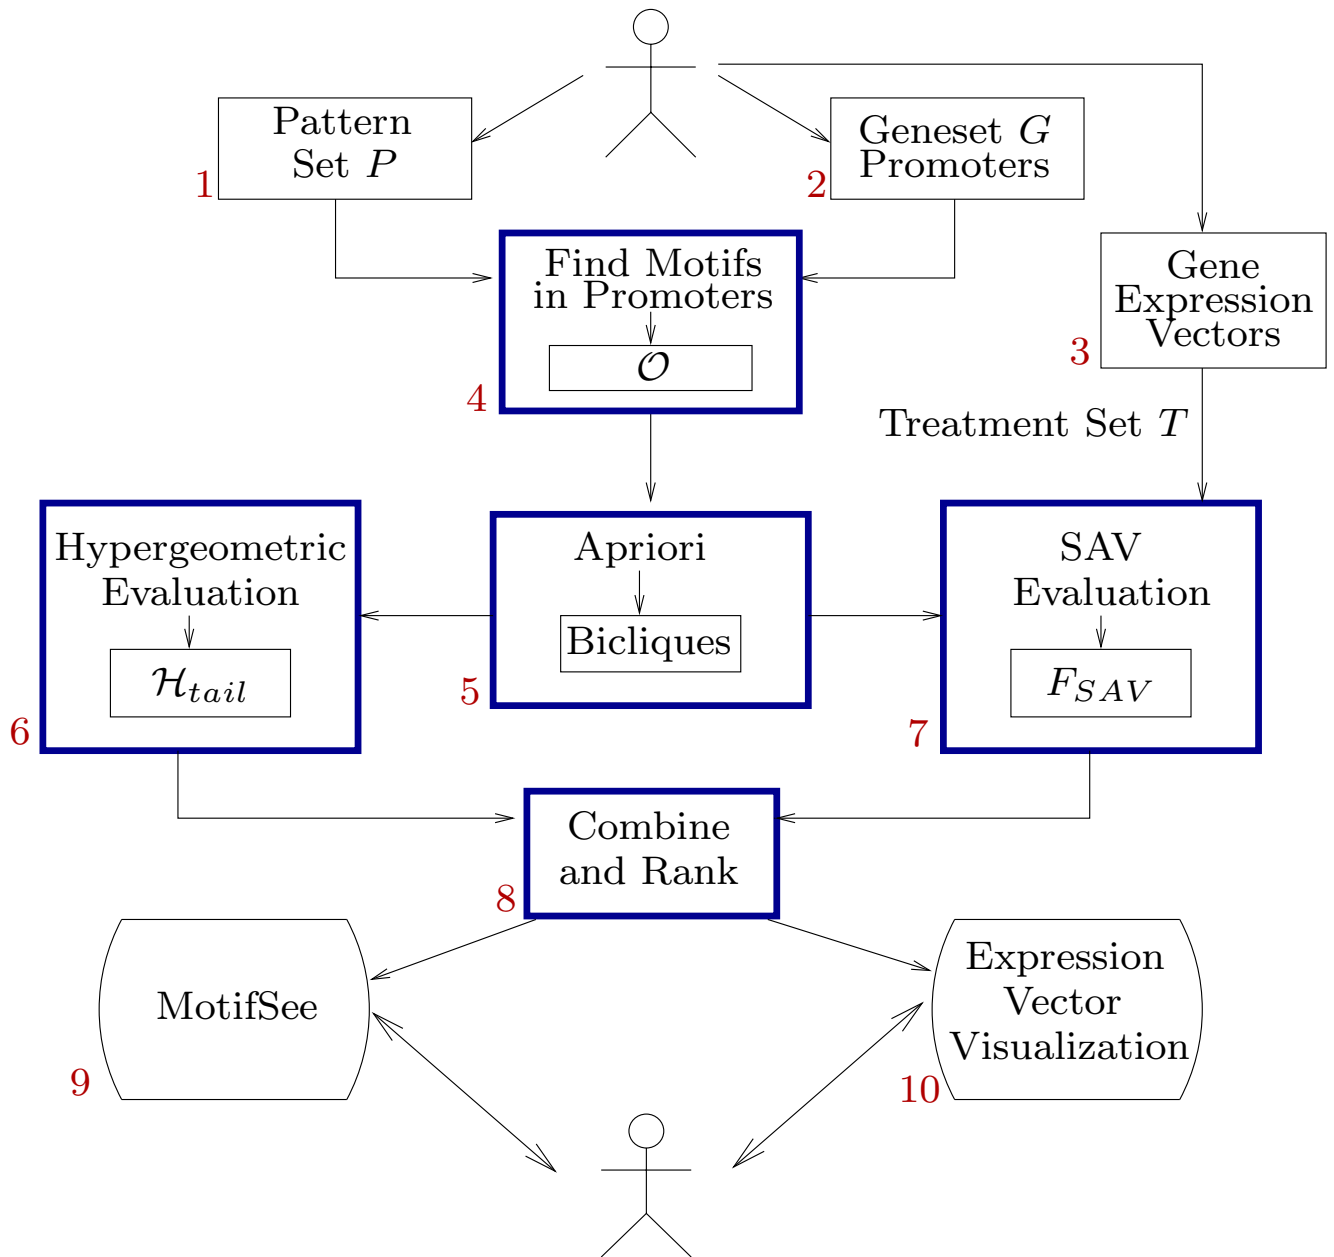 Pattern
Set P
1
Geneset G
Promoters
2
Find Motifs
in Promoters
𝒪
4
Gene
Expression
Vectors
3
Treatment Set T
Hypergeometric
Evaluation
ℋtail
6
Apriori
Bicliques
5
SAV
Evaluation
FSAV
7
Combine
and Rank
8
MotifSee
9
Expression
Vector
Visualization
10